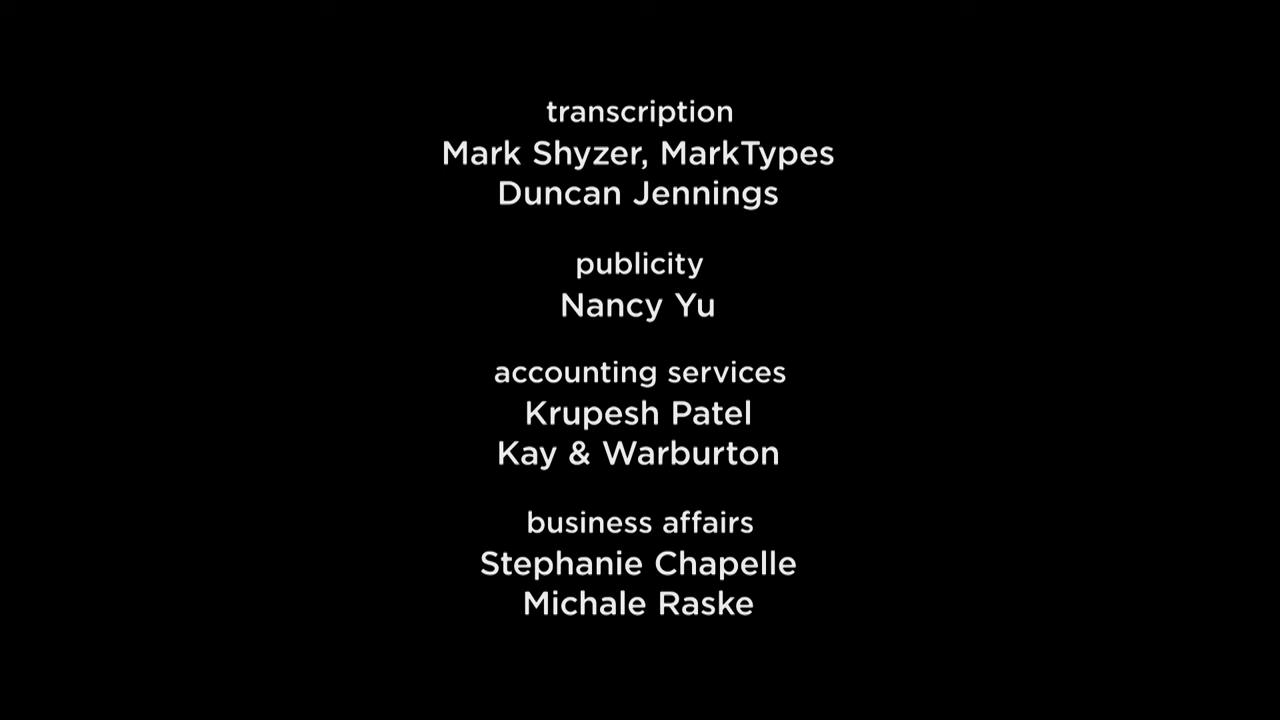 transcription
Mark Shyzer, MarkTypes
Duncan Jennings
publicity
Nancy Yu
accounting services
Krupesh Patel
Kay & Warburton
business affairs
Stephanie Chapelle
Michale Raske